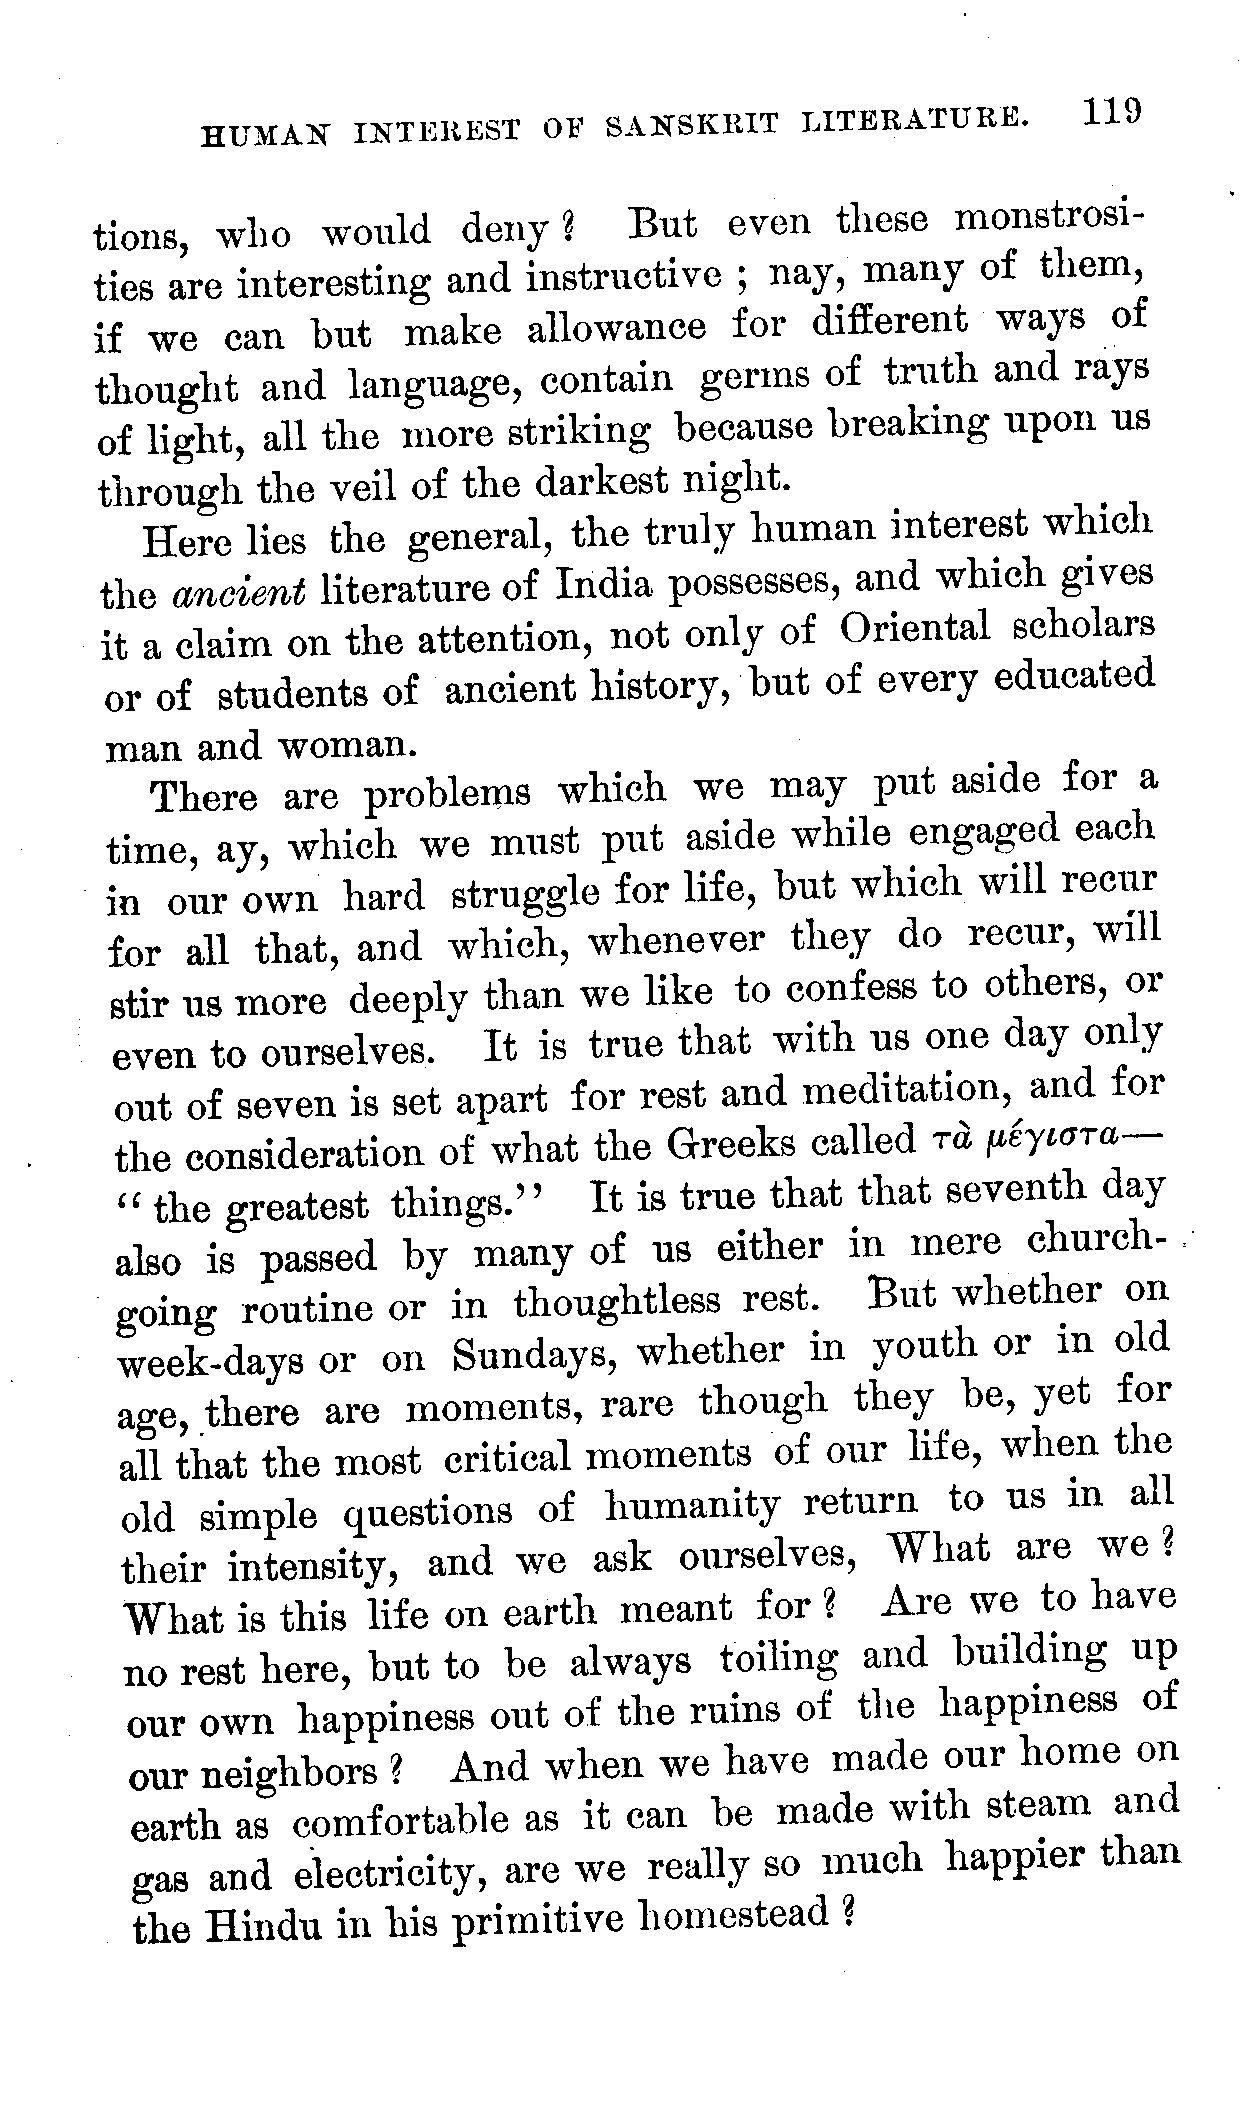 HUMAN INTEREST OF SANSKRIT LITERATURE. 119
tions, who would deny ? But even these monstrosi-
ties are interesting and instructive ; nay, many of them,
if we can but make allowance for different ways of
thought and language, contain germs of truth and rays
of light, all the more striking because breaking upon us
through the veil of the darkest night.
Here lies the general, the truly human interest which
the ancient literature of India possesses, and which gives
it a claim on the attention, not only of Oriental scholars
or of students of ancient history, but of every educated
man and woman.
There are problems which we may put aside for a
time, ay, which we must put aside while engaged each
in our own hard struggle for life, but which will recur
for all that, and which, whenever they do recur, will
stir us more deeply than we like to confess to others, or
even to ourselves. It is true that with us one day only
out of seven is set apart for rest and meditation, and for
the consideration of what the Greeks called τὰ μέγιστα—
“ the greatest things.” It is true that that seventh day
also is passed by many of us either in mere church-
going routine or in thoughtless rest. But whether on
week-days or on Sundays, whether in youth or in old
age, there are moments, rare though they be, yet for
all that the most critical moments of our life, when the
old simple questions of humanity return to us in all
their intensity, and we ask ourselves, What are we ?
What is this life on earth meant for ? Are we to have
no rest here, but to be always toiling and building up
our own happiness out of the ruins of the happiness of
our neighbors ? And when we have made our home on
earth as comfortable as it can be made with steam and
gas and electricity, are we really so much happier than
the Hindu in his primitive homestead ?